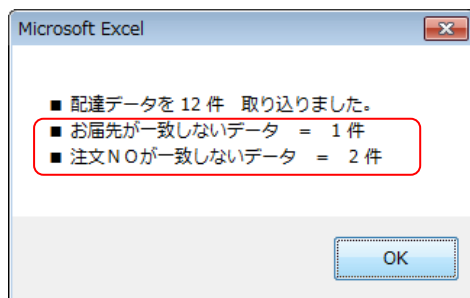 Microsoft Excel
■ 配達データを 12 件　取り込りました。
■ お届先が一致しないデータ　＝　1 件
■ 注文ＮＯが一致しないデータ　＝　2 件
OK